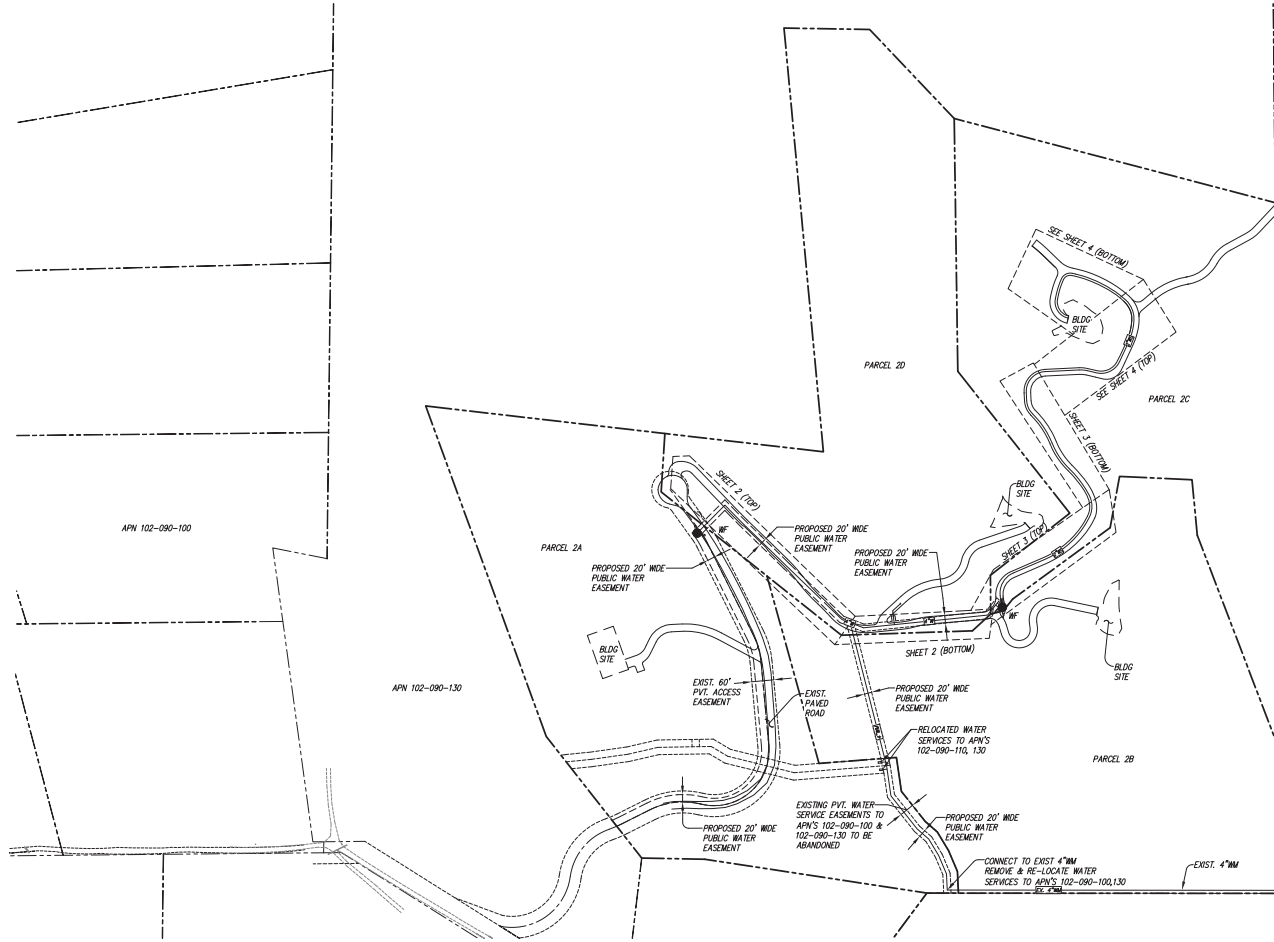 SEE SHEET 4 (BOTTOM)
BLDG
SITE
PARCEL 2D
SEE SHEET 4 (TOP)
PARCEL 2C
SHEET 3 (BOTTOM)
SHEET 2 (TOP)
BLDG
SITE
APN 102-090-100
WF
PROPOSED 20' WIDE
PUBLIC WATER
EASEMENT
SHEET 3 (TOP)
PARCEL 2A
PROPOSED 20' WIDE
PUBLIC WATER
EASEMENT
PROPOSED 20' WIDE
PUBLIC WATER
EASEMENT
WF
SHEET 2 (BOTTOM)
BLDG
SITE
BLDG
SITE
APN 102-090-130
EXIST. 60'
PVT. ACCESS
EASEMENT
EXIST.
PAVED
ROAD
PROPOSED 20' WIDE
PUBLIC WATER
EASEMENT
RELOCATED WATER
SERVICES TO APN'S
102-090-110, 130
PARCEL 2B
EXISTING PVT. WATER
SERVICE EASEMENTS TO
APN'S 102-090-100 &
102-090-130 TO BE
ABANDONED
PROPOSED 20' WIDE
PUBLIC WATER
EASEMENT
PROPOSED 20' WIDE
PUBLIC WATER
EASEMENT
CONNECT TO EXIST 4"WM
REMOVE & RE-LOCATE WATER
SERVICES TO APN'S 102-090-100,130
EXIST. 4"WM
EX. 4"WM